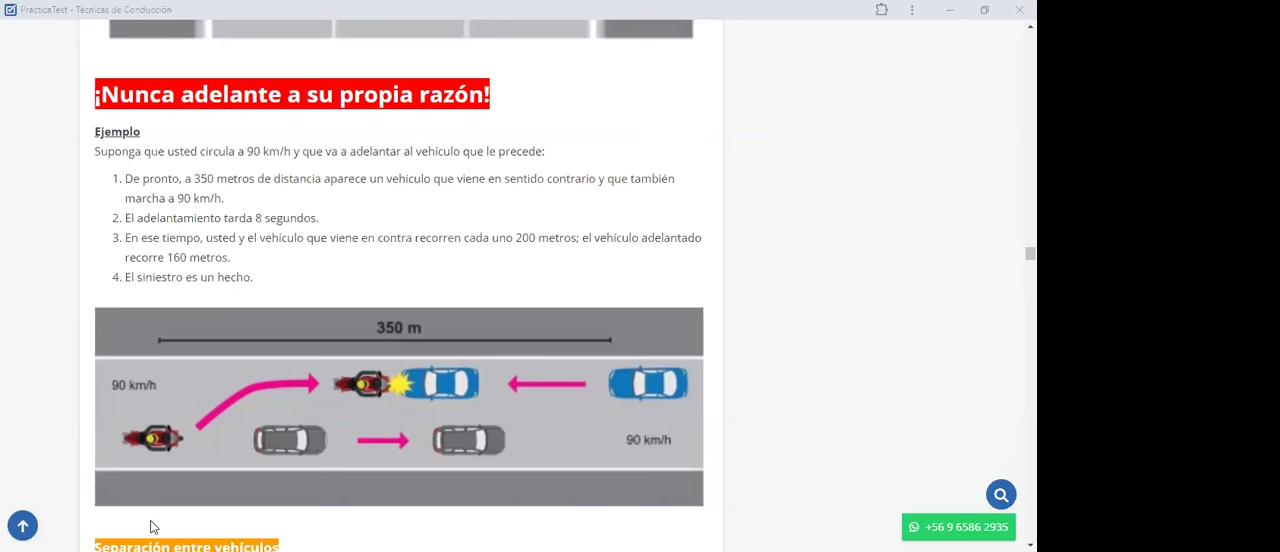 PracticaTest - Técnicas de Conducción
¡Nunca adelante a su propia razón!
Ejemplo
Suponga que usted circula a 90 km/h y que va a adelantar al vehículo que le precede:
1. De pronto, a 350 metros de distancia aparece un vehículo que viene en sentido contrario y que también
marcha a 90 km/h.
2. El adelantamiento tarda 8 segundos.
3. En ese tiempo, usted y el vehículo que viene en contra recorren cada uno 200 metros; el vehículo adelantado
recorre 160 metros.
4. El siniestro es un hecho.
350 m
90 km/h
90 km/h
+56 9 6586 2935
Separación entre vehículos